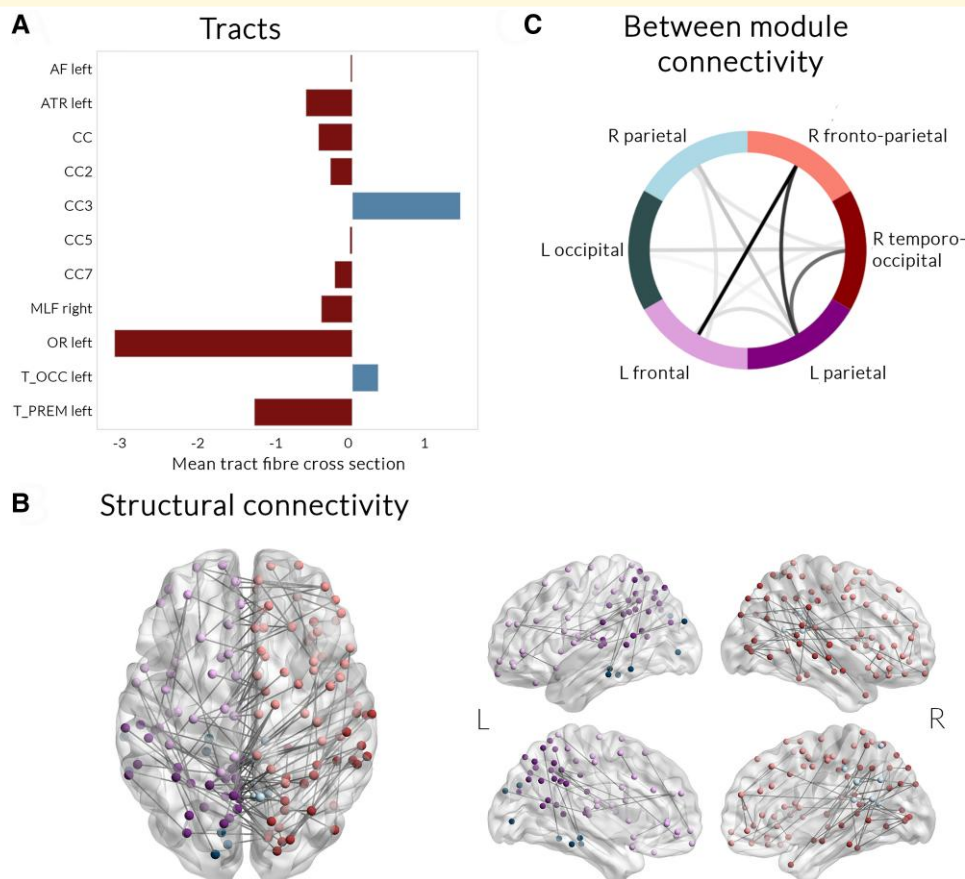 A
Tracts
AF left
ATR left
CC
CC2
CC3
CC5
CC7
MLF right
OR left
T_OCC left
T_PREM left
-3 -2 -1 0 1
Mean tract fibre cross section
C
Between module
connectivity
R parietal
R fronto-parietal
L occipital
R temporo-
occipital
L frontal
L parietal
B
Structural connectivity
L
R